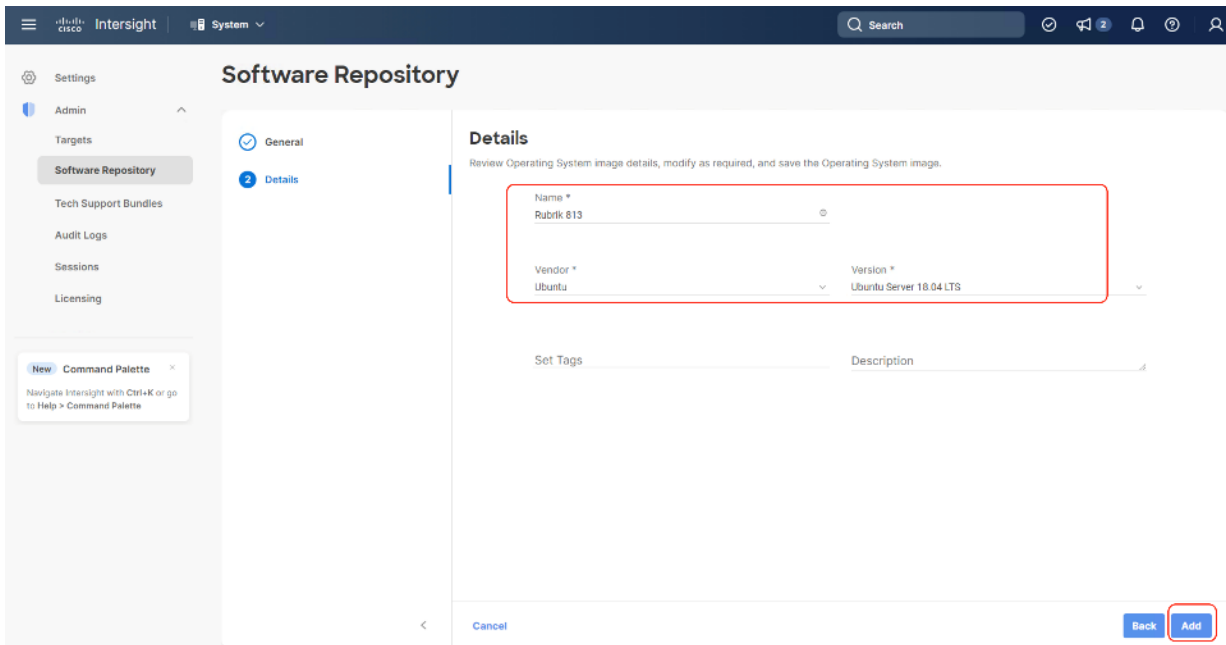 cisco Intersight System Search 2
Settings
Admin
Targets
Software Repository
Tech Support Bundles
Audit Logs
Sessions
Licensing
New Command Palette ×
Navigate Intersight with Ctrl+K or go
to Help > Command Palette
Software Repository
General
2 Details
Details
Review Operating System image details, modify as required, and save the Operating System image.
Name *
Rubrik 813
Vendor *
Ubuntu
Version *
Ubuntu Server 18.04 LTS
Set Tags
Description
Cancel
Back
Add